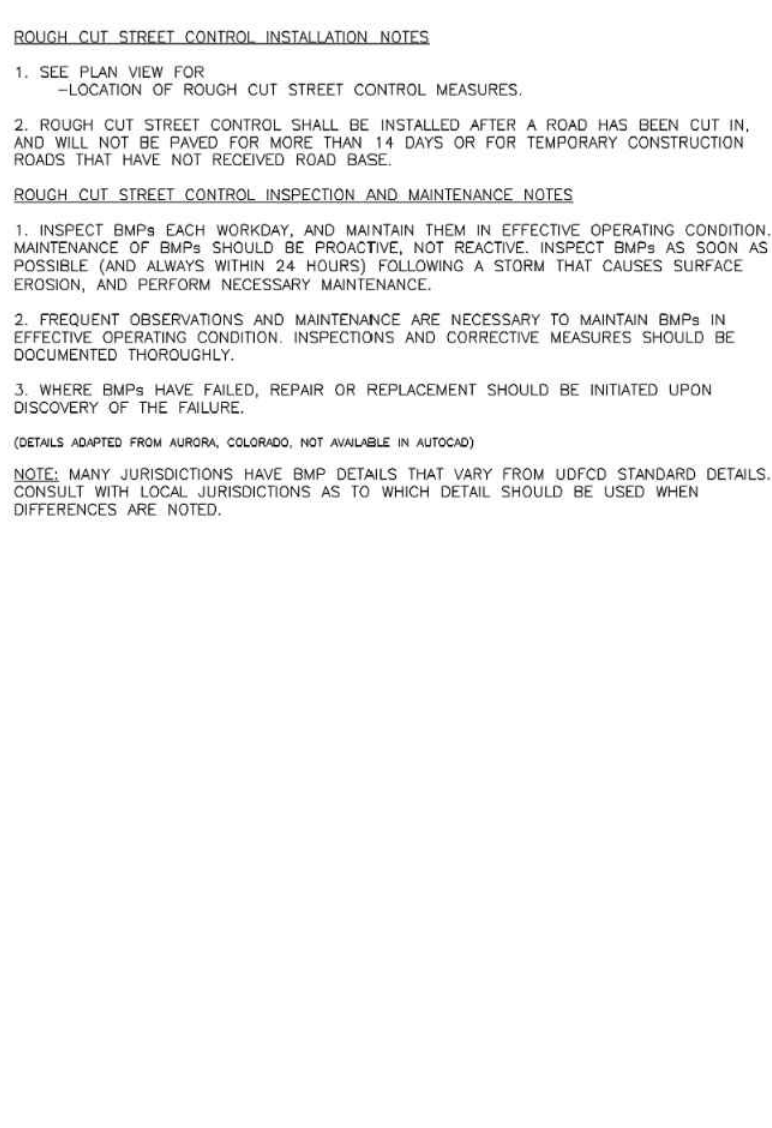 ROUGH CUT STREET CONTROL INSTALLATION NOTES
1. SEE PLAN VIEW FOR
-LOCATION OF ROUGH CUT STREET CONTROL MEASURES.
2. ROUGH CUT STREET CONTROL SHALL BE INSTALLED AFTER A ROAD HAS BEEN CUT IN,
AND WILL NOT BE PAVED FOR MORE THAN 14 DAYS OR FOR TEMPORARY CONSTRUCTION
ROADS THAT HAVE NOT RECEIVED ROAD BASE.
ROUGH CUT STREET CONTROL INSPECTION AND MAINTENANCE NOTES
1. INSPECT BMPs EACH WORKDAY, AND MAINTAIN THEM IN EFFECTIVE OPERATING CONDITION.
MAINTENANCE OF BMPs SHOULD BE PROACTIVE, NOT REACTIVE. INSPECT BMPs AS SOON AS
POSSIBLE (AND ALWAYS WITHIN 24 HOURS) FOLLOWING A STORM THAT CAUSES SURFACE
EROSION, AND PERFORM NECESSARY MAINTENANCE.
2. FREQUENT OBSERVATIONS AND MAINTENANCE ARE NECESSARY TO MAINTAIN BMPs IN
EFFECTIVE OPERATING CONDITION. INSPECTIONS AND CORRECTIVE MEASURES SHOULD BE
DOCUMENTED THOROUGHLY.
3. WHERE BMPs HAVE FAILED, REPAIR OR REPLACEMENT SHOULD BE INITIATED UPON
DISCOVERY OF THE FAILURE.
(DETAILS ADAPTED FROM AURORA, COLORADO, NOT AVAILABLE IN AUTOCAD)
NOTE: MANY JURISDICTIONS HAVE BMP DETAILS THAT VARY FROM UDFCD STANDARD DETAILS.
CONSULT WITH LOCAL JURISDICTIONS AS TO WHICH DETAIL SHOULD BE USED WHEN
DIFFERENCES ARE NOTED.